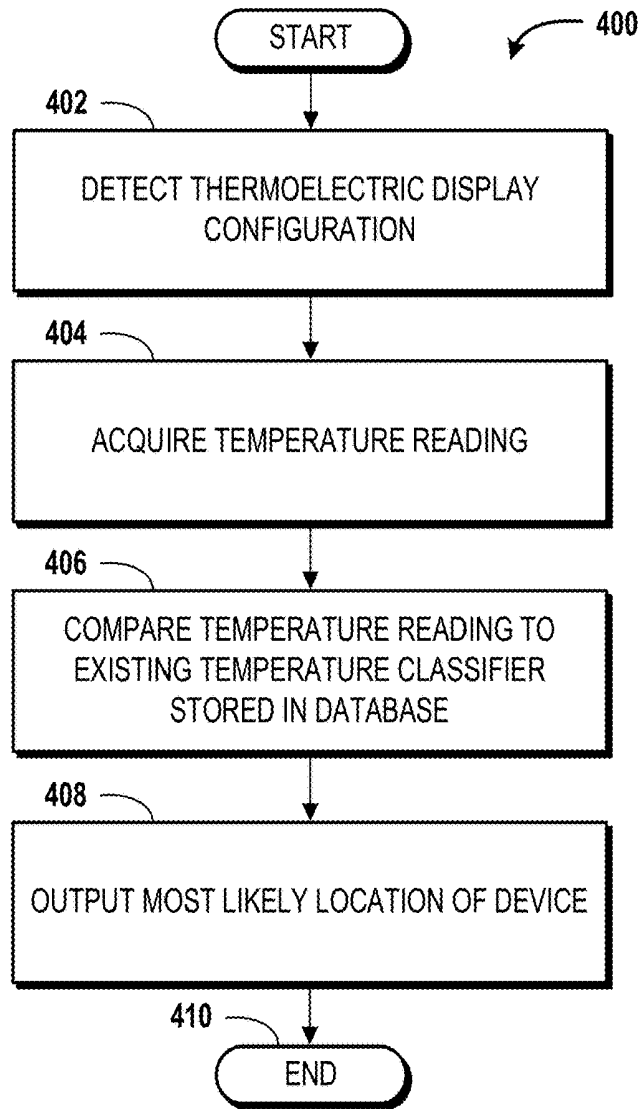 START
400
402
DETECT THERMOELECTRIC DISPLAY
CONFIGURATION
404
ACQUIRE TEMPERATURE READING
406
COMPARE TEMPERATURE READING TO
EXISTING TEMPERATURE CLASSIFIER
STORED IN DATABASE
408
OUTPUT MOST LIKELY LOCATION OF DEVICE
410
END